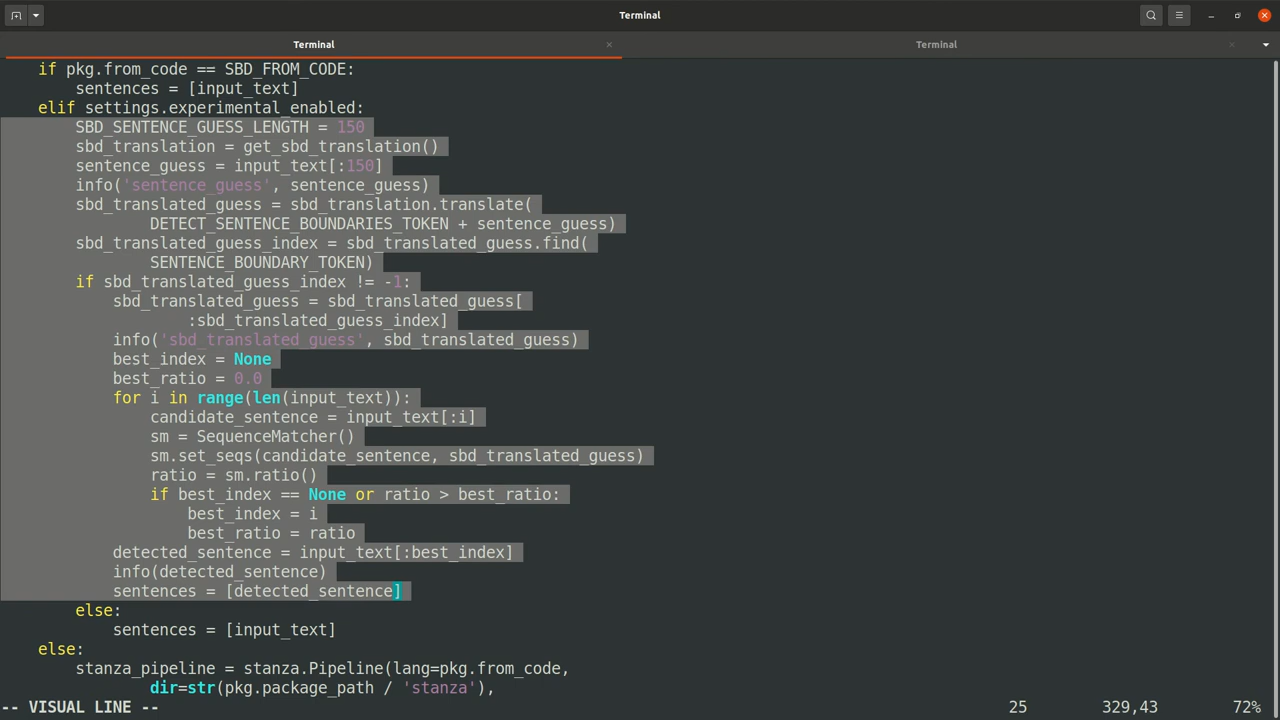 Terminal
Terminal
Terminal
if pkg.from_code == SBD_FROM_CODE:
sentences = [input_text]
elif settings.experimental_enabled:
SBD_SENTENCE_GUESS_LENGTH = 150
sbd_translation = get_sbd_translation()
sentence_guess = input_text[:150]
info('sentence_guess', sentence_guess)
sbd_translated_guess = sbd_translation.translate(
DETECT_SENTENCE_BOUNDARIES_TOKEN + sentence_guess)
sbd_translated_guess_index = sbd_translated_guess.find(
SENTENCE_BOUNDARY_TOKEN)
if sbd_translated_guess_index != -1:
sbd_translated_guess = sbd_translated_guess[
:sbd_translated_guess_index]
info('sbd_translated_guess', sbd_translated_guess)
best_index = None
best_ratio = 0.0
for i in range(len(input_text)):
candidate_sentence = input_text[:i]
sm = SequenceMatcher()
sm.set_seqs(candidate_sentence, sbd_translated_guess)
ratio = sm.ratio()
if best_index == None or ratio > best_ratio:
best_index = i
best_ratio = ratio
detected_sentence = input_text[:best_index]
info(detected_sentence)
sentences = [detected_sentence]
else:
sentences = [input_text]
else:
stanza_pipeline = stanza.Pipeline(lang=pkg.from_code,
dir=str(pkg.package_path / 'stanza'),
-- VISUAL LINE -- 25 329,43 72%